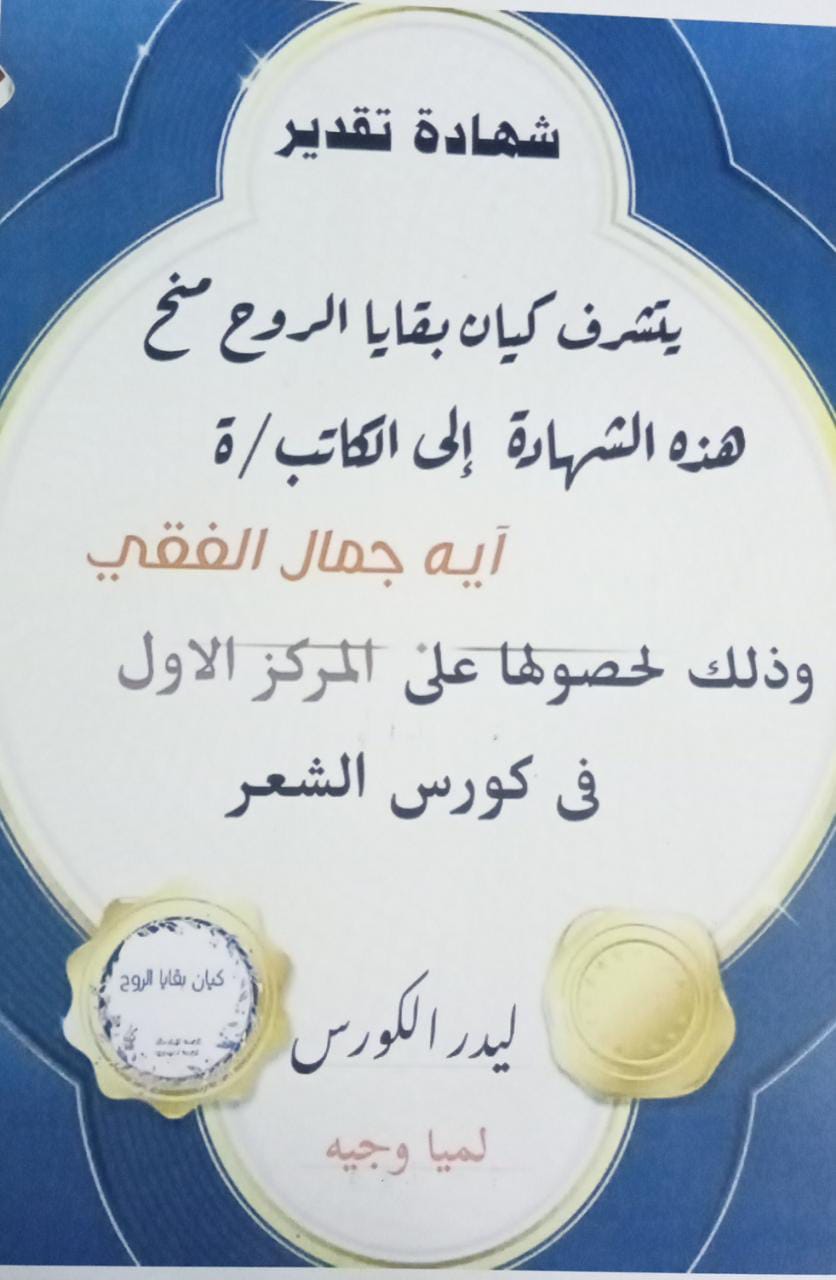 شهادة تقدير
يتشرف كيان بقايا الروح منح
هذه الشهادة إلى الكاتب/ة
آيه جمال الفقي
وذلك لحصولها على المركز الاول
فى كورس الشعر
كيان بقايا الروح
ليدر الكورس
لميا وجيه